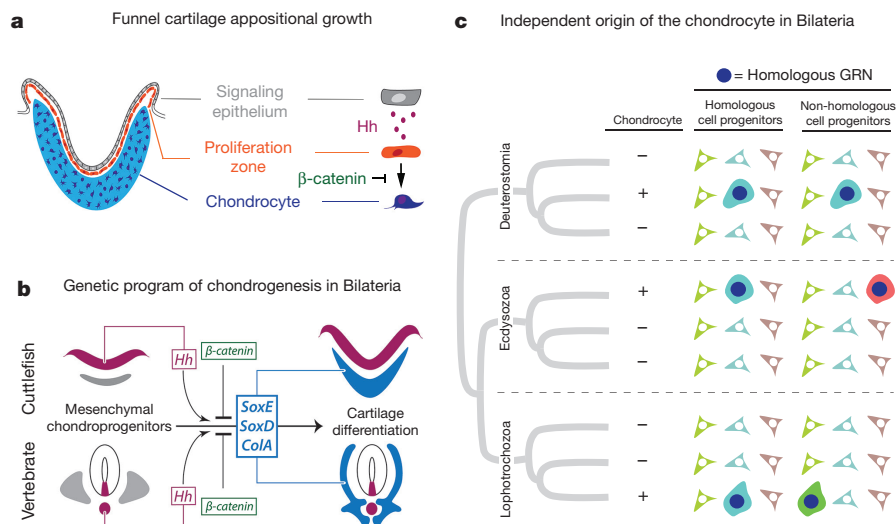 a
Funnel cartilage appositional growth
Signaling
epithelium
Hh
Proliferation
zone
β-catenin
Chondrocyte
b
Genetic program of chondrogenesis in Bilateria
Cuttlefish
Hh
β-catenin
Mesenchymal
chondroprogenitors
SoxE
SoxD
ColA
Cartilage
differentiation
Vertebrate
Hh
β-catenin
c
Independent origin of the chondrocyte in Bilateria
= Homologous GRN
Chondrocyte
Homologous
cell progenitors
Non-homologous
cell progenitors
Deuterostomia
−
+
−
Ecdysozoa
+
−
−
Lophotrochozoa
−
−
+